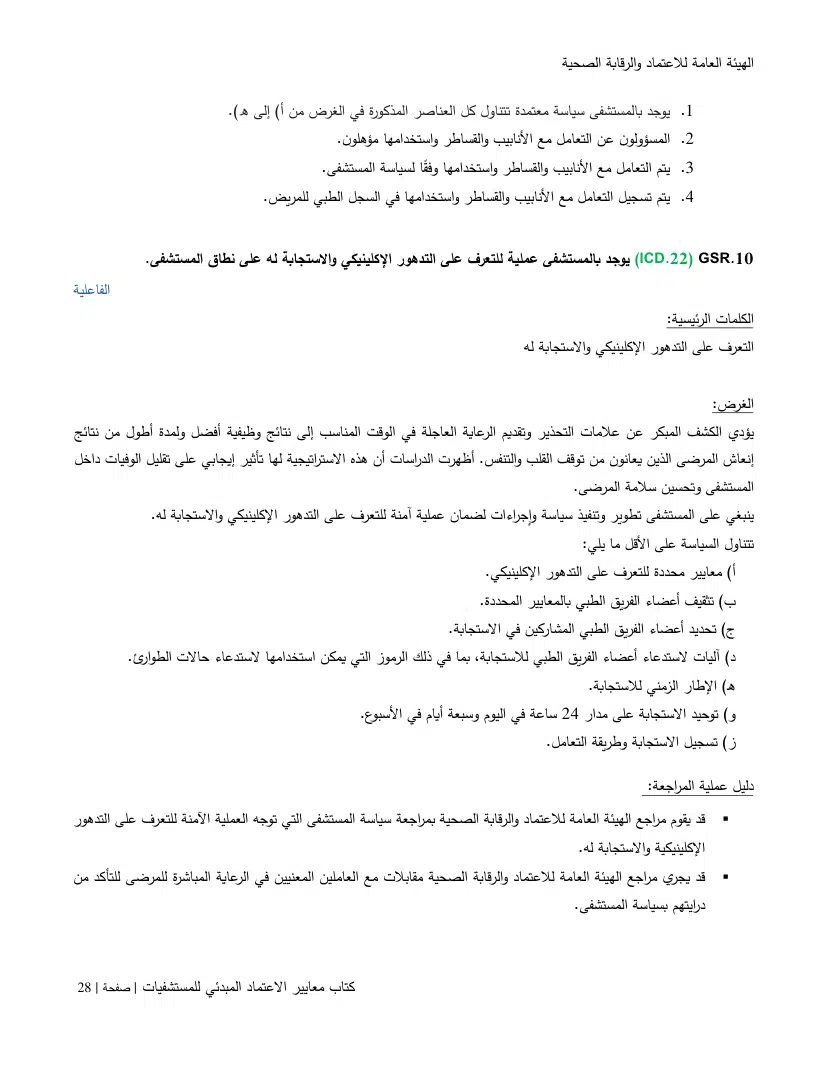 الهيئة العامة للاعتماد والرقابة الصحية
1. يوجد بالمستشفى سياسة معتمدة تتناول كل العناصر المذكورة في الغرض من أ) إلى ه).
2. المسؤولون عن التعامل مع الأنابيب والقساطر واستخدامها مؤهلون.
3. يتم التعامل مع الأنابيب والقساطر واستخدامها وفقًا لسياسة المستشفى.
4. يتم تسجيل التعامل مع الأنابيب والقساطر واستخدامها في السجل الطبي للمريض.
GSR.10 (ICD.22) يوجد بالمستشفى عملية للتعرف على التدهور الإكلينيكي والاستجابة له على نطاق المستشفى.
الفاعلية
الكلمات الرئيسية:
التعرف على التدهور الإكلينيكي والاستجابة له
الغرض:
يؤدي الكشف المبكر عن علامات التحذير وتقديم الرعاية العاجلة في الوقت المناسب إلى نتائج وظيفية أفضل ولمدة أطول من نتائج
إنعاش المرضى الذين يعانون من توقف القلب والتنفس. أظهرت الدراسات أن هذه الاستراتيجية لها تأثير إيجابي على تقليل الوفيات داخل
المستشفى وتحسين سلامة المرضى.
ينبغي على المستشفى تطوير وتنفيذ سياسة وإجراءات لضمان عملية آمنة للتعرف على التدهور الإكلينيكي والاستجابة له.
تتناول السياسة على الأقل ما يلي:
أ) معايير محددة للتعرف على التدهور الإكلينيكي.
ب) تثقيف أعضاء الفريق الطبي بالمعايير المحددة.
ج) تحديد أعضاء الفريق الطبي المشاركين في الاستجابة.
د) آليات لاستدعاء أعضاء الفريق الطبي للاستجابة، بما في ذلك الرموز التي يمكن استخدامها لاستدعاء حالات الطوارئ.
ه) الإطار الزمني للاستجابة.
و) توحيد الاستجابة على مدار 24 ساعة في اليوم وسبعة أيام في الأسبوع.
ز) تسجيل الاستجابة وطريقة التعامل.
دليل عملية المراجعة:
▪ قد يقوم مراجع الهيئة العامة للاعتماد والرقابة الصحية بمراجعة سياسة المستشفى التي توجه العملية الآمنة للتعرف على التدهور
الإكلينيكية والاستجابة له.
▪ قد يجري مراجع الهيئة العامة للاعتماد والرقابة الصحية مقابلات مع العاملين المعنيين في الرعاية المباشرة للمرضى للتأكد من
درايتهم بسياسة المستشفى.
كتاب معايير الاعتماد المبدئي للمستشفيات | صفحة | 28